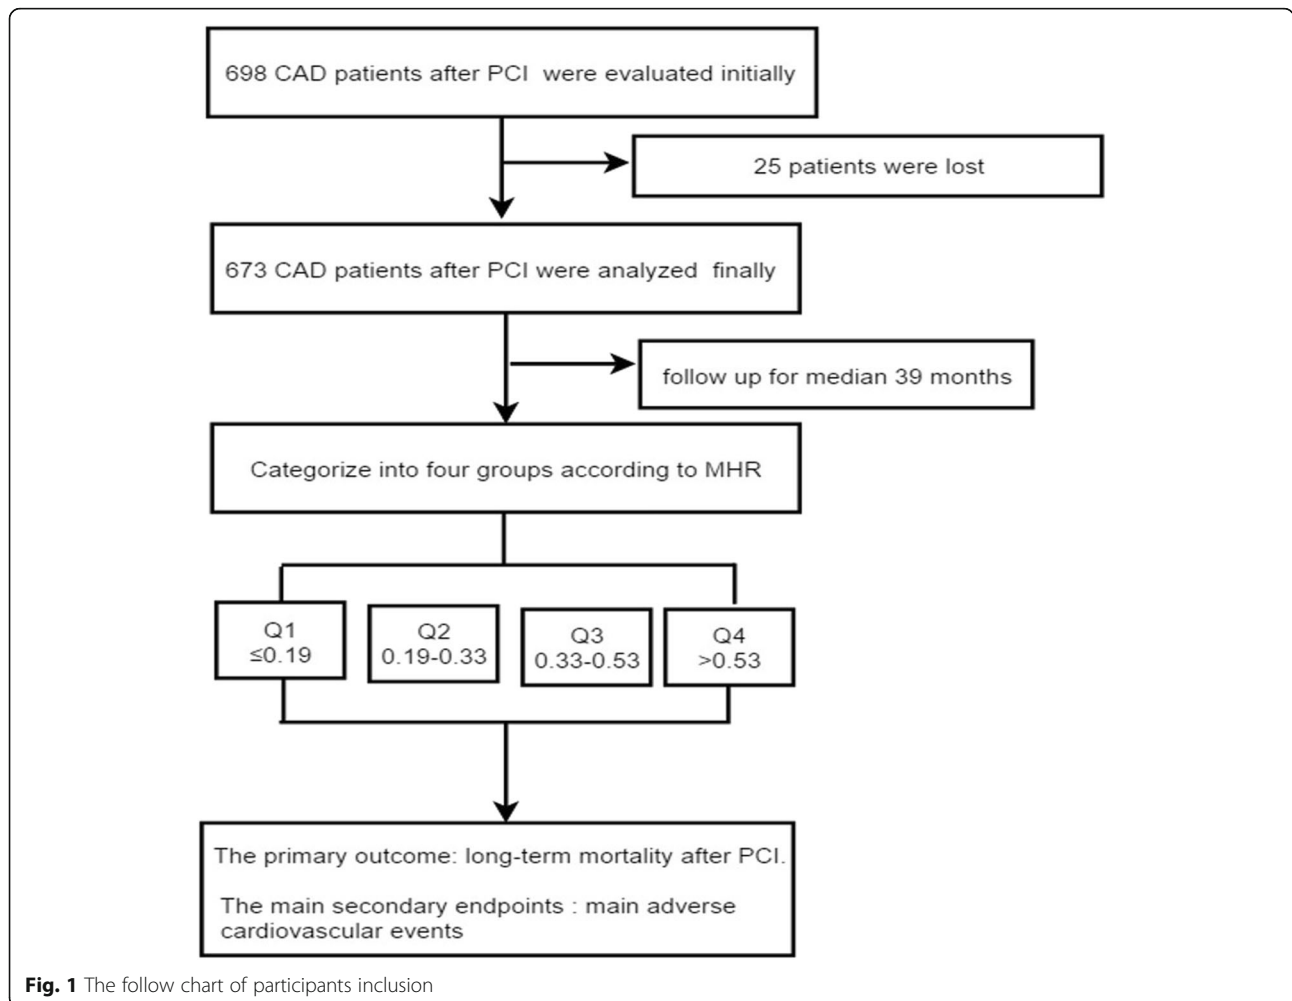 698 CAD patients after PCI were evaluated initially
25 patients were lost
673 CAD patients after PCI were analyzed finally
follow up for median 39 months
Categorize into four groups according to MHR
Q1
≤0.19
Q2
0.19-0.33
Q3
0.33-0.53
Q4
>0.53
The primary outcome: long-term mortality after PCI.
The main secondary endpoints : main adverse
cardiovascular events
Fig. 1 The follow chart of participants inclusion